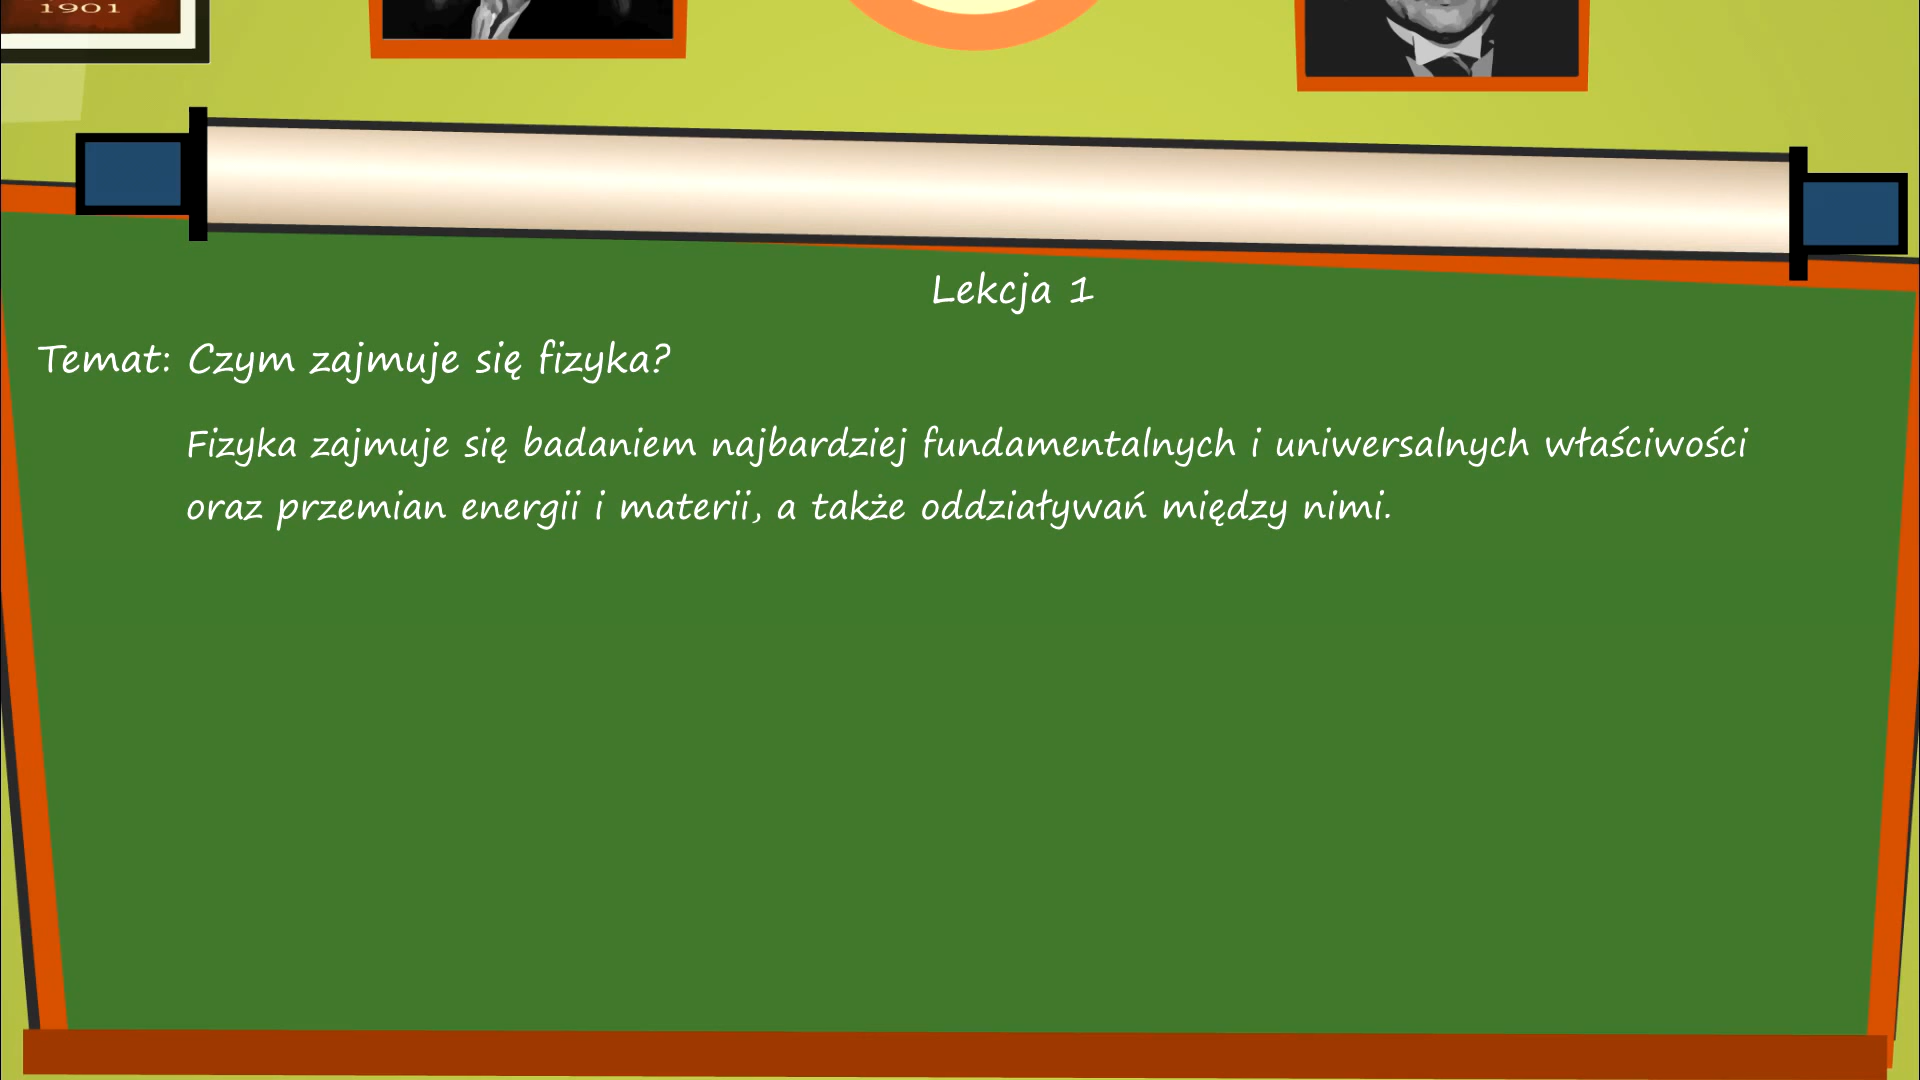 1901
Lekcja 1
Temat: Czym zajmuje się fizyka?
Fizyka zajmuje się badaniem najbardziej fundamentalnych i uniwersalnych właściwości
oraz przemian energii i materii, a także oddziaływań między nimi.